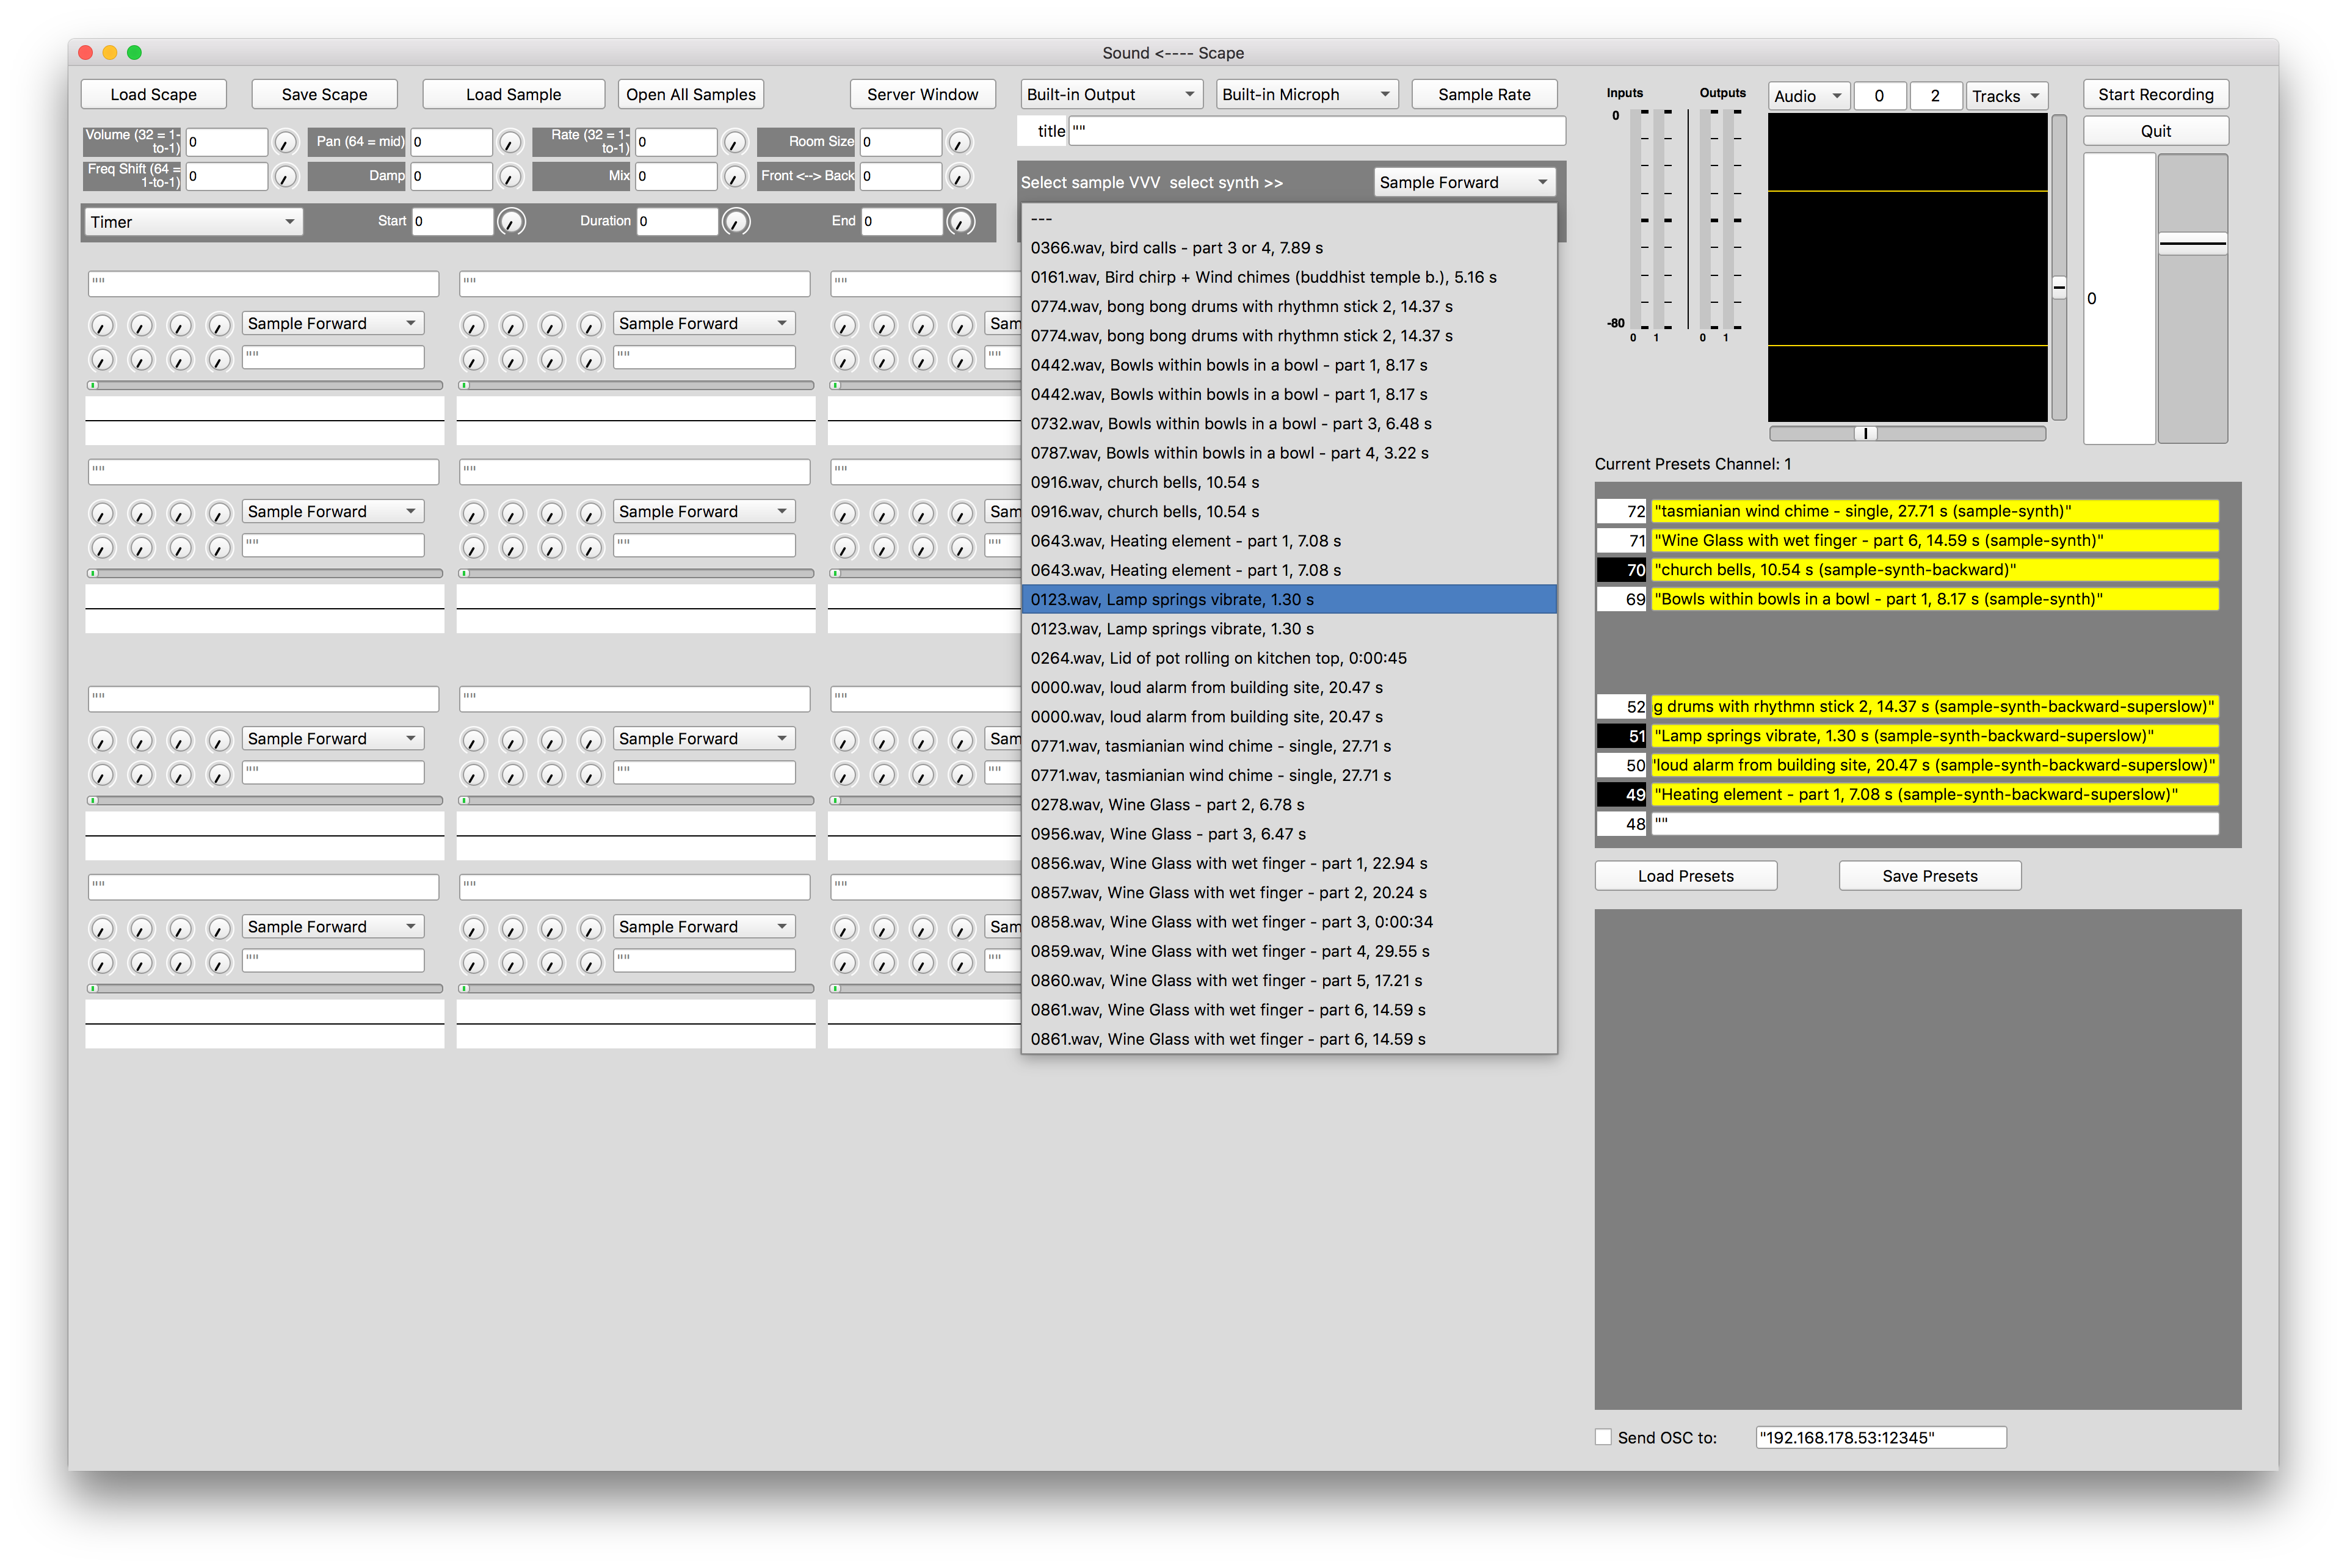 Sound <---- Scape
Load Scape Save Scape Load Sample Open All Samples Server Window Built-in Output Built-in Microph Sample Rate
Inputs Outputs Audio 0 2 Tracks Start Recording
Quit
Volume (32 = 1-to-1) 0 Pan (64 = mid) 0 Rate (32 = 1-to-1) 0 Room Size 0
title ""
Freq Shift (64 = 1-to-1) 0 Damp 0 Mix 0 Front <--> Back 0
Select sample VVV  select synth >> Sample Forward
Timer Start 0 Duration 0 End 0
0
-80
0 1 0 1
0
"" "" ""
Sample Forward Sample Forward Sam
"" "" ""
"" "" ""
Sample Forward Sample Forward Sam
"" "" ""
"" "" ""
Sample Forward Sample Forward Sam
"" "" ""
"" "" ""
Sample Forward Sample Forward Sam
"" "" ""
---
0366.wav, bird calls - part 3 or 4, 7.89 s
0161.wav, Bird chirp + Wind chimes (buddhist temple b.), 5.16 s
0774.wav, bong bong drums with rhythmn stick 2, 14.37 s
0774.wav, bong bong drums with rhythmn stick 2, 14.37 s
0442.wav, Bowls within bowls in a bowl - part 1, 8.17 s
0442.wav, Bowls within bowls in a bowl - part 1, 8.17 s
0732.wav, Bowls within bowls in a bowl - part 3, 6.48 s
0787.wav, Bowls within bowls in a bowl - part 4, 3.22 s
0916.wav, church bells, 10.54 s
0916.wav, church bells, 10.54 s
0643.wav, Heating element - part 1, 7.08 s
0643.wav, Heating element - part 1, 7.08 s
0123.wav, Lamp springs vibrate, 1.30 s
0123.wav, Lamp springs vibrate, 1.30 s
0264.wav, Lid of pot rolling on kitchen top, 0:00:45
0000.wav, loud alarm from building site, 20.47 s
0000.wav, loud alarm from building site, 20.47 s
0771.wav, tasmianian wind chime - single, 27.71 s
0771.wav, tasmianian wind chime - single, 27.71 s
0278.wav, Wine Glass - part 2, 6.78 s
0956.wav, Wine Glass - part 3, 6.47 s
0856.wav, Wine Glass with wet finger - part 1, 22.94 s
0857.wav, Wine Glass with wet finger - part 2, 20.24 s
0858.wav, Wine Glass with wet finger - part 3, 0:00:34
0859.wav, Wine Glass with wet finger - part 4, 29.55 s
0860.wav, Wine Glass with wet finger - part 5, 17.21 s
0861.wav, Wine Glass with wet finger - part 6, 14.59 s
0861.wav, Wine Glass with wet finger - part 6, 14.59 s
Current Presets Channel: 1
72 "tasmianian wind chime - single, 27.71 s (sample-synth)"
71 "Wine Glass with wet finger - part 6, 14.59 s (sample-synth)"
70 "church bells, 10.54 s (sample-synth-backward)"
69 "Bowls within bowls in a bowl - part 1, 8.17 s (sample-synth)"
52 g drums with rhythmn stick 2, 14.37 s (sample-synth-backward-superslow)"
51 "Lamp springs vibrate, 1.30 s (sample-synth-backward-superslow)"
50 "loud alarm from building site, 20.47 s (sample-synth-backward-superslow)"
49 "Heating element - part 1, 7.08 s (sample-synth-backward-superslow)"
48 ""
Load Presets Save Presets
Send OSC to: "192.168.178.53:12345"